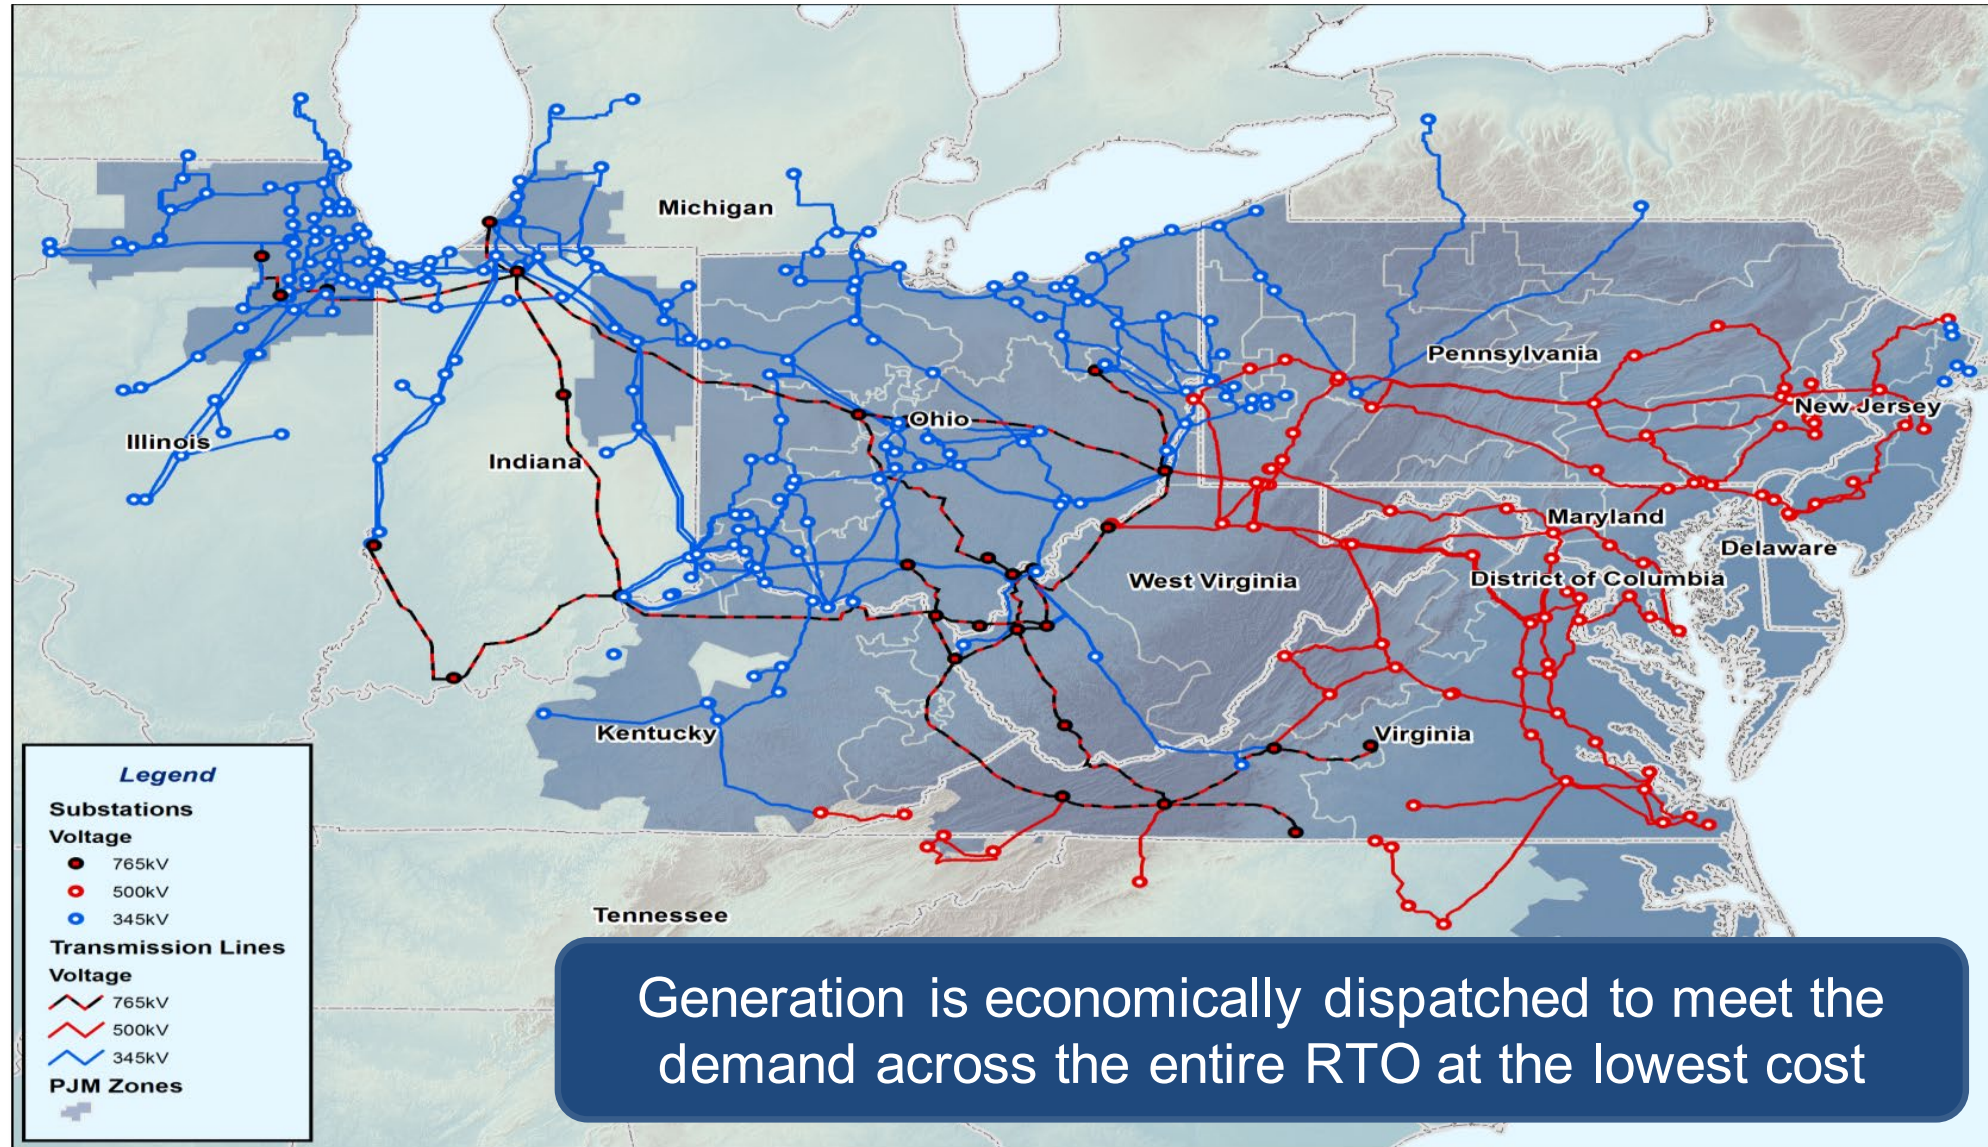 Michigan
Pennsylvania
New Jersey
Ohio
Illinois
Indiana
Maryland
Delaware
District of Columbia
West Virginia
Kentucky
Virginia
Tennessee
Legend
Substations
Voltage
765kV
500kV
345kV
Transmission Lines
Voltage
765kV
500kV
345kV
PJM Zones
Generation is economically dispatched to meet the
demand across the entire RTO at the lowest cost